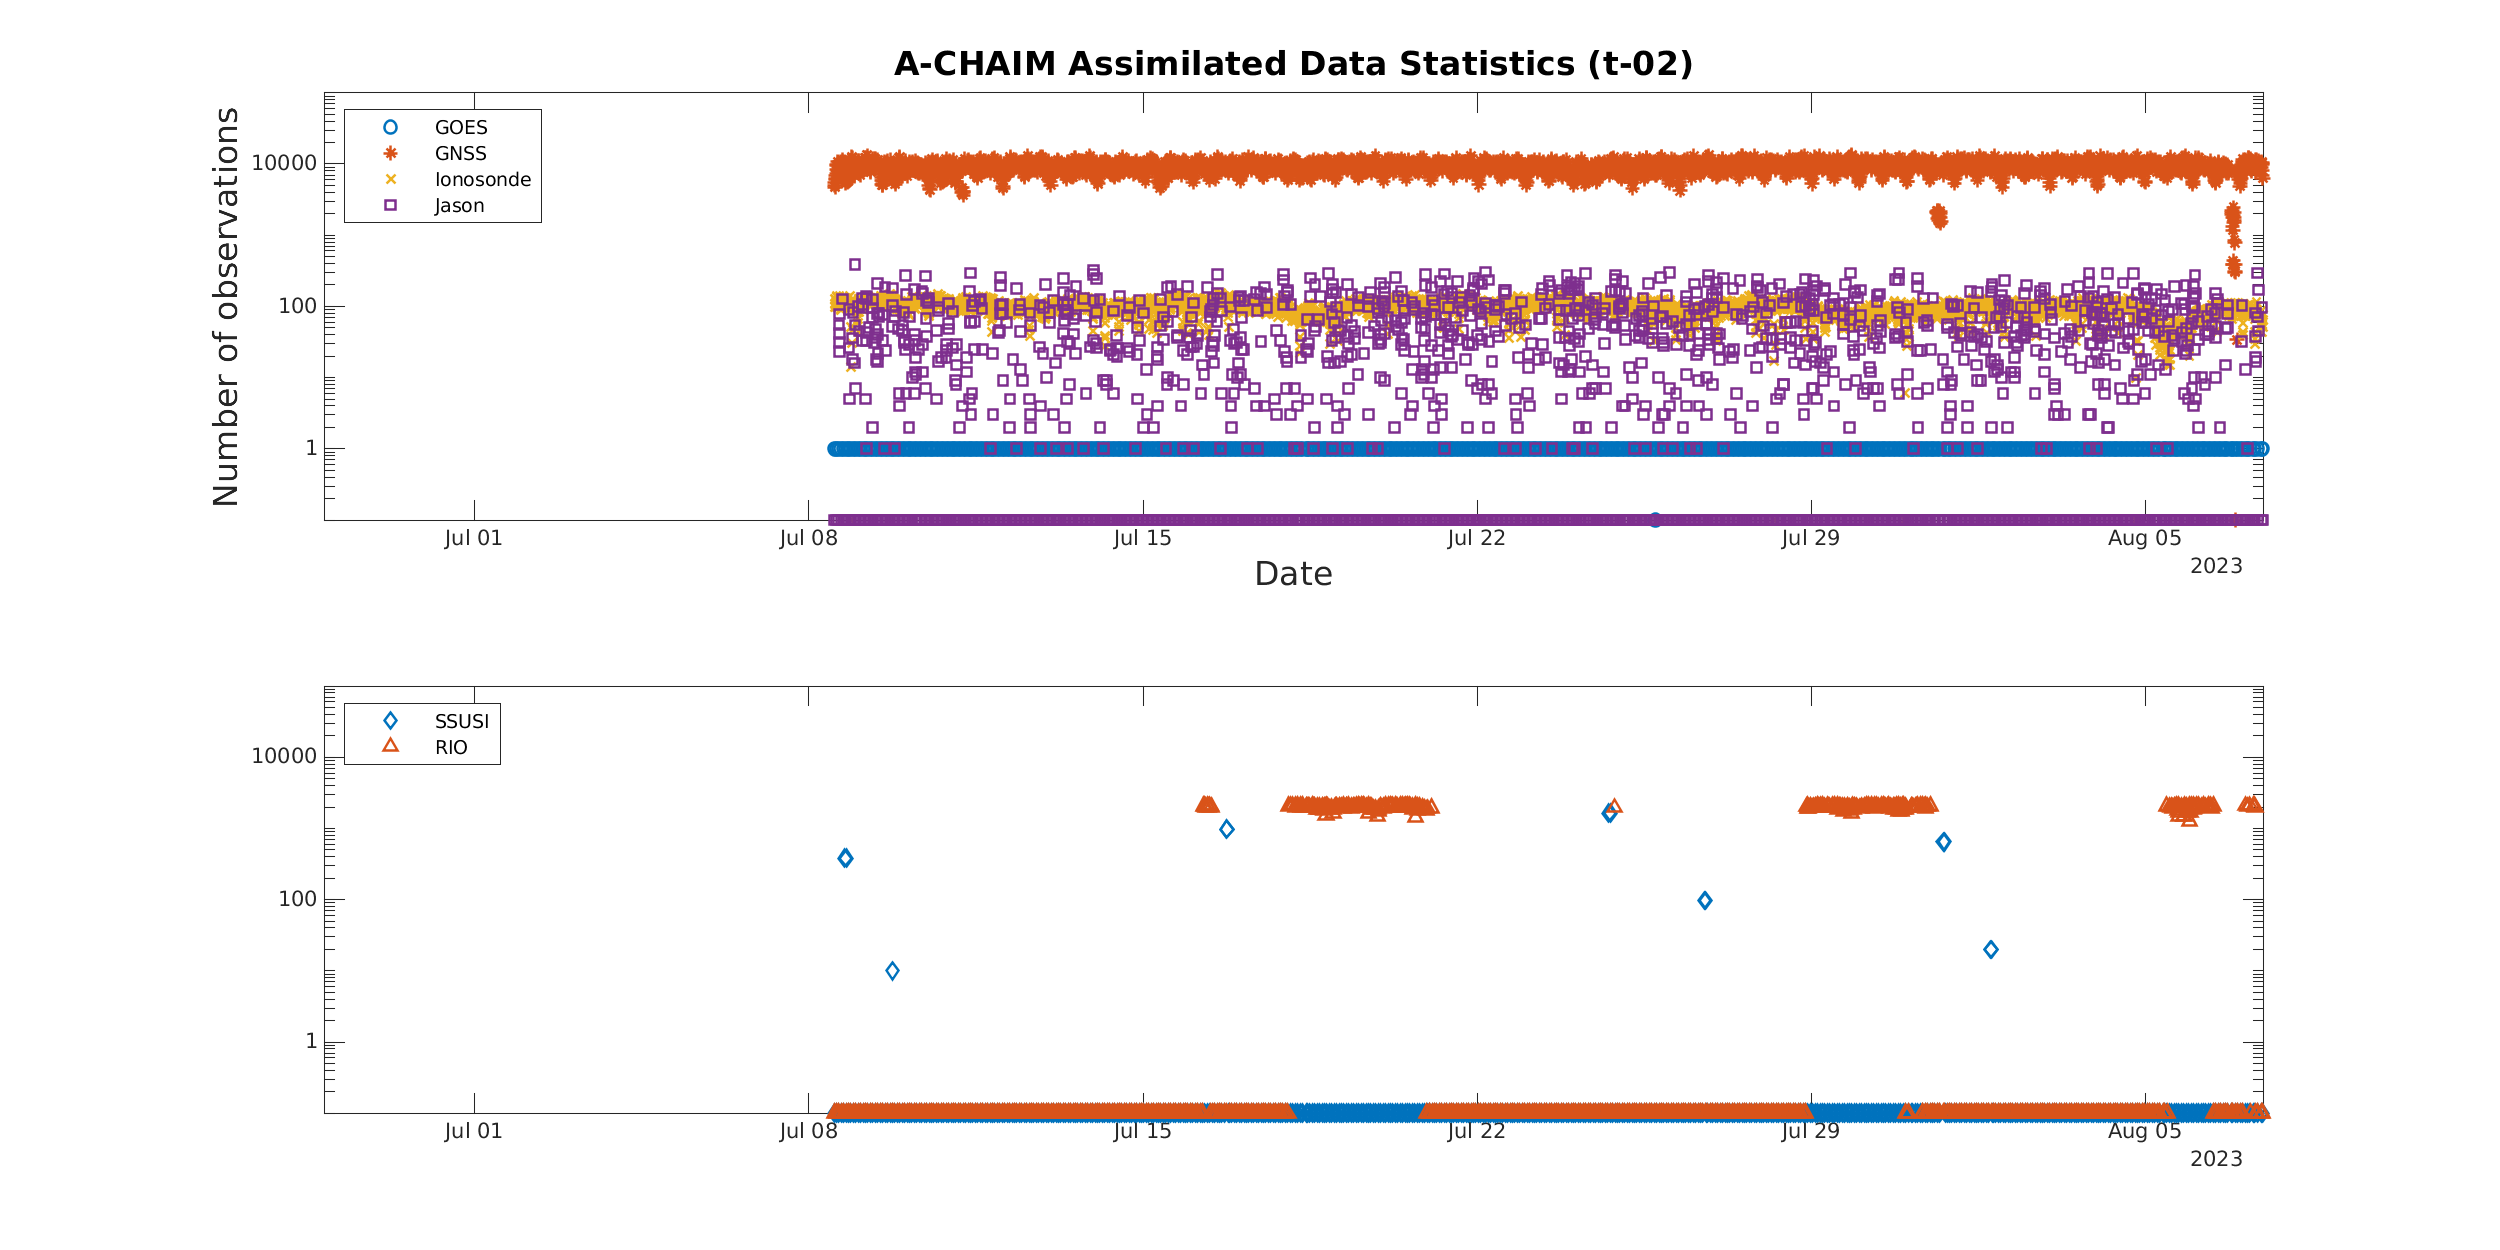 A-CHAIM Assimilated Data Statistics (t-02)
Number of observations
10000
100
1
GOES
GNSS
Ionosonde
Jason
Jul 01 Jul 08 Jul 15 Jul 22 Jul 29 Aug 05
2023
Date
10000
100
1
SSUSI
RIO
Jul 01 Jul 08 Jul 15 Jul 22 Jul 29 Aug 05
2023